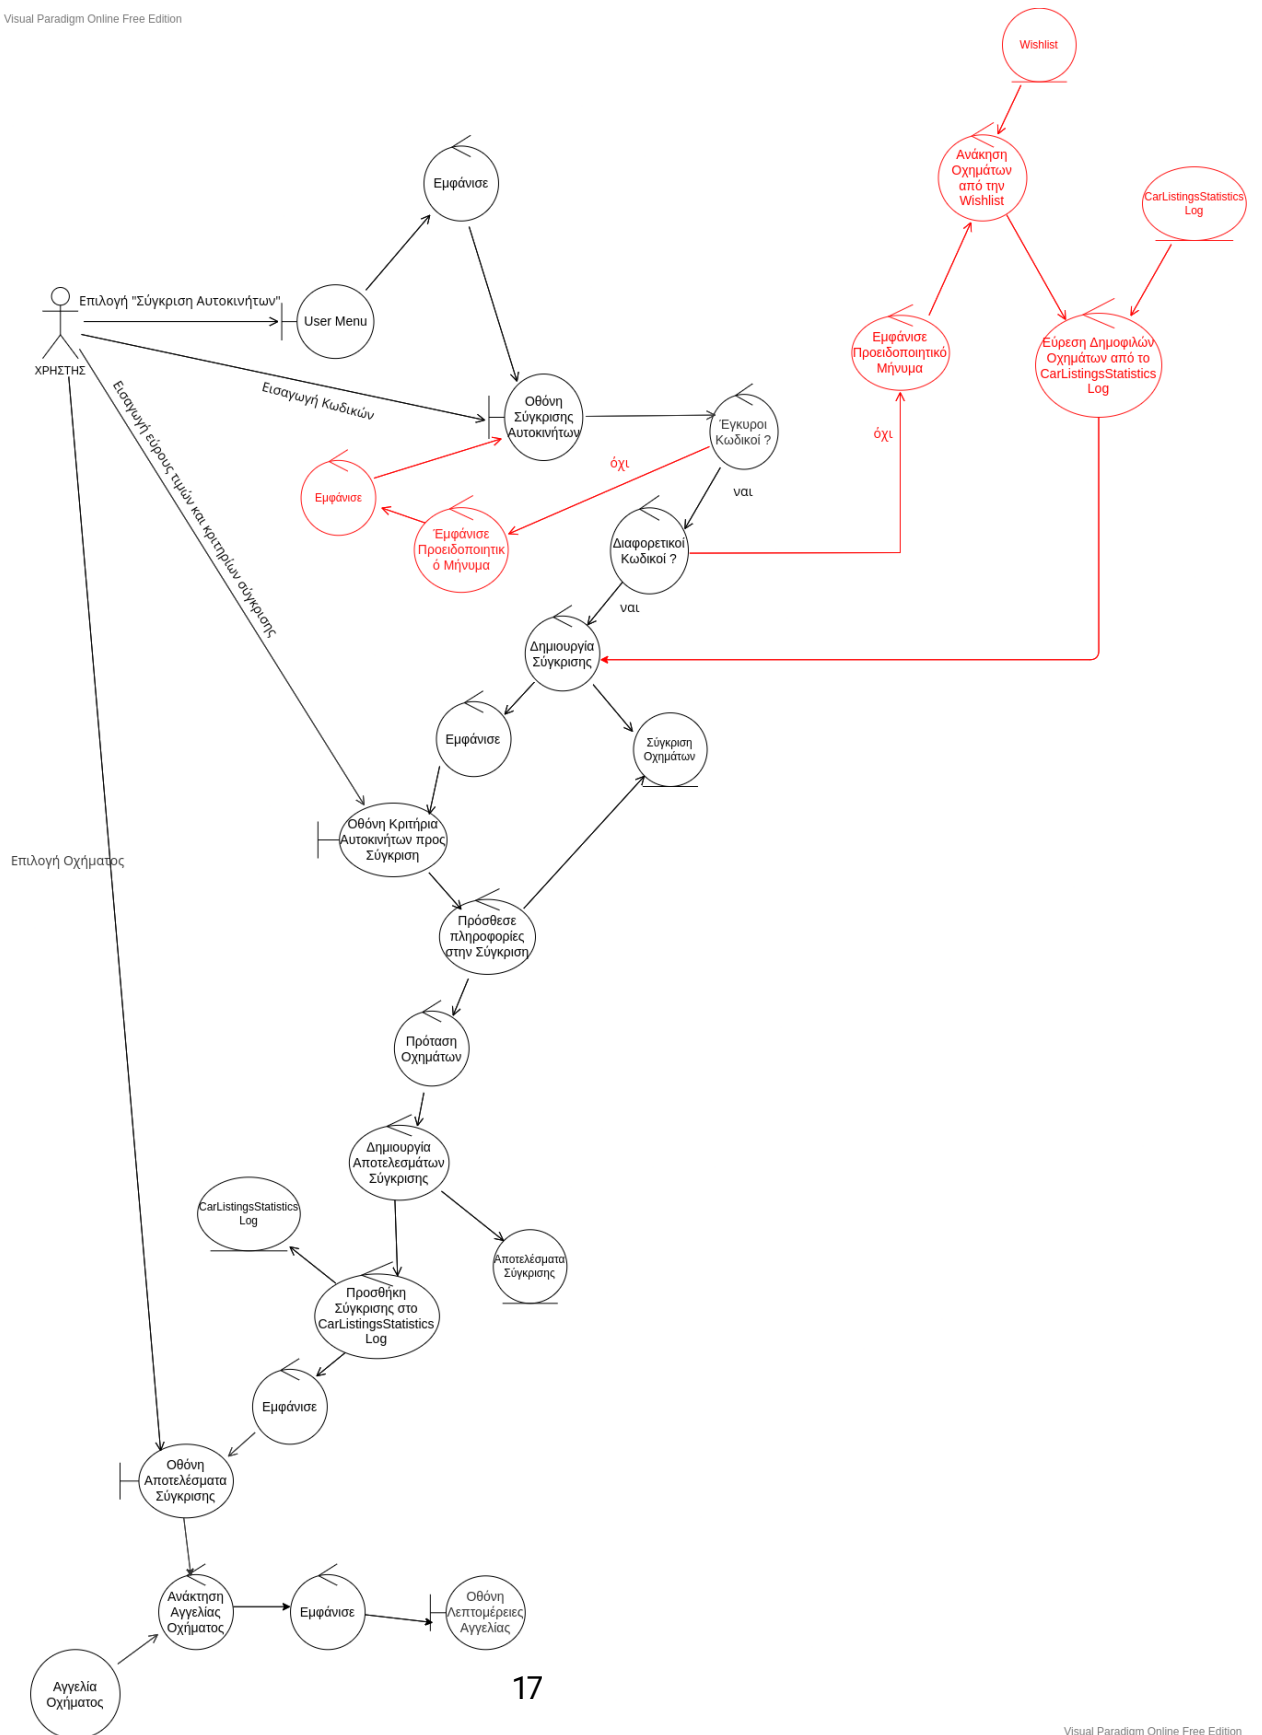 Visual Paradigm Online Free Edition
Wishlist
Ανάκηση
Οχημάτων
από την
Wishlist
CarListingsStatistics
Log
Εμφάνισε
Επιλογή "Σύγκριση Αυτοκινήτων"
User Menu
ΧΡΗΣΤΗΣ
Εμφάνισε
Προειδοποιητικό
Μήνυμα
Εύρεση Δημοφιλών
Οχημάτων από το
CarListingsStatistics
Log
Εισαγωγή Κωδικών
Οθόνη
Σύγκρισης
Αυτοκινήτων
Έγκυροι
Κωδικοί ?
όχι
όχι
ναι
Εμφάνισε
Έμφάνισε
Προειδοποιητικ
ό Μήνυμα
Διαφορετικοί
Κωδικοί ?
ναι
Εισαγωγή εύρους τιμών και κριτηρίων σύγκρισης
Δημιουργία
Σύγκρισης
Εμφάνισε
Σύγκριση
Οχημάτων
Οθόνη Κριτήρια
Αυτοκινήτων προς
Σύγκριση
Επιλογή Οχήματος
Πρόσθεσε
πληροφορίες
στην Σύγκριση
Πρόταση
Οχημάτων
Δημιουργία
Αποτελεσμάτων
Σύγκρισης
CarListingsStatistics
Log
Αποτελέσματα
Σύγκρισης
Προσθήκη
Σύγκρισης στο
CarListingsStatistics
Log
Εμφάνισε
Οθόνη
Αποτελέσματα
Σύγκρισης
Ανάκτηση
Αγγελίας
Οχήματος
Εμφάνισε
Οθόνη
Λεπτομέρειες
Αγγελίας
Αγγελία
Οχήματος
17
Visual Paradigm Online Free Edition